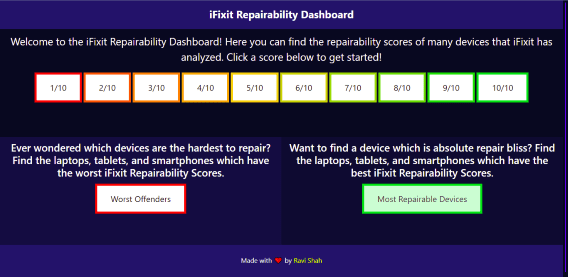 iFixit Repairability Dashboard
Welcome to the iFixit Repairability Dashboard! Here you can find the repairability scores of many devices that iFixit has
analyzed. Click a score below to get started!
1/10 2/10 3/10 4/10 5/10 6/10 7/10 8/10 9/10 10/10
Ever wondered which devices are the hardest to repair?
Find the laptops, tablets, and smartphones which have
the worst iFixit Repairability Scores.
Worst Offenders
Want to find a device which is absolute repair bliss? Find
the laptops, tablets, and smartphones which have the
best iFixit Repairability Scores.
Most Repairable Devices
Made with ❤ by Ravi Shah